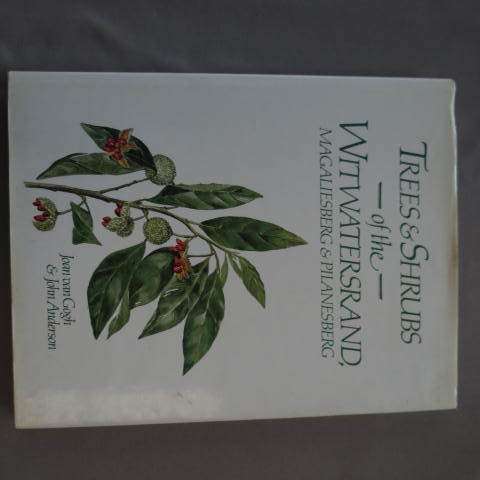 TREES & SHRUBS
— of the —
WITWATERSRAND,
MAGALIESBERG & PILANESBERG
Joan van Gogh
& John Anderson